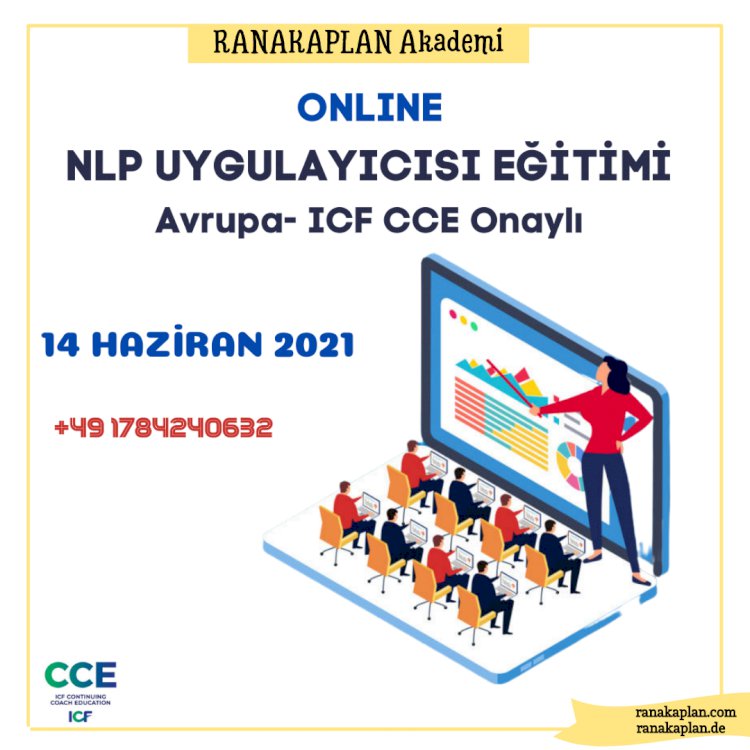 RANAKAPLAN Akademi
ONLINE
NLP UYGULAYICISI EĞİTİMİ
Avrupa- ICF CCE Onaylı
14 HAZİRAN 2021
+49 1784240632
CCE
ICF CONTINUING
COACH EDUCATION
ICF
ranakaplan.com
ranakaplan.de